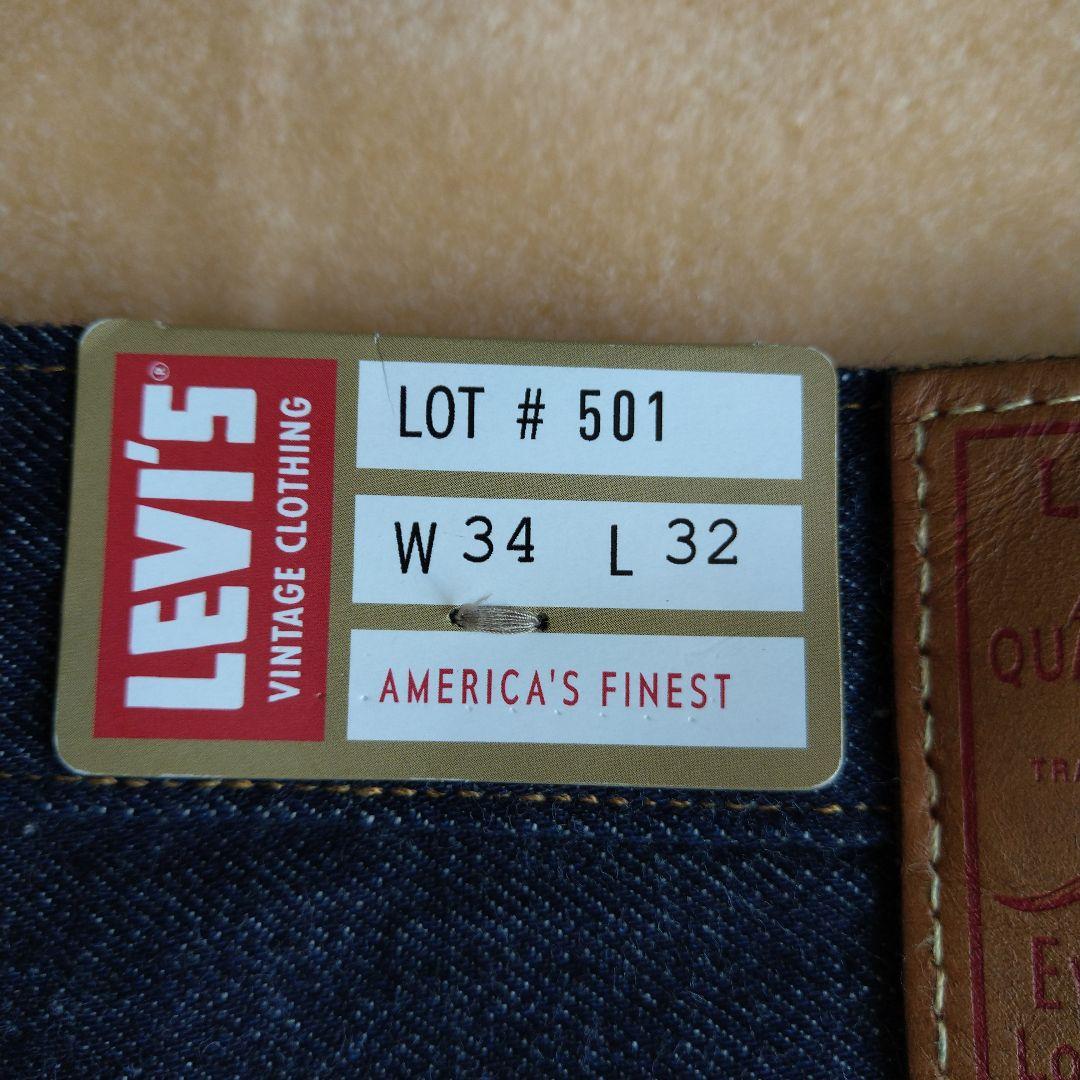 LEVI'S®
VINTAGE CLOTHING
LOT # 501
W 34 L 32
AMERICA'S FINEST